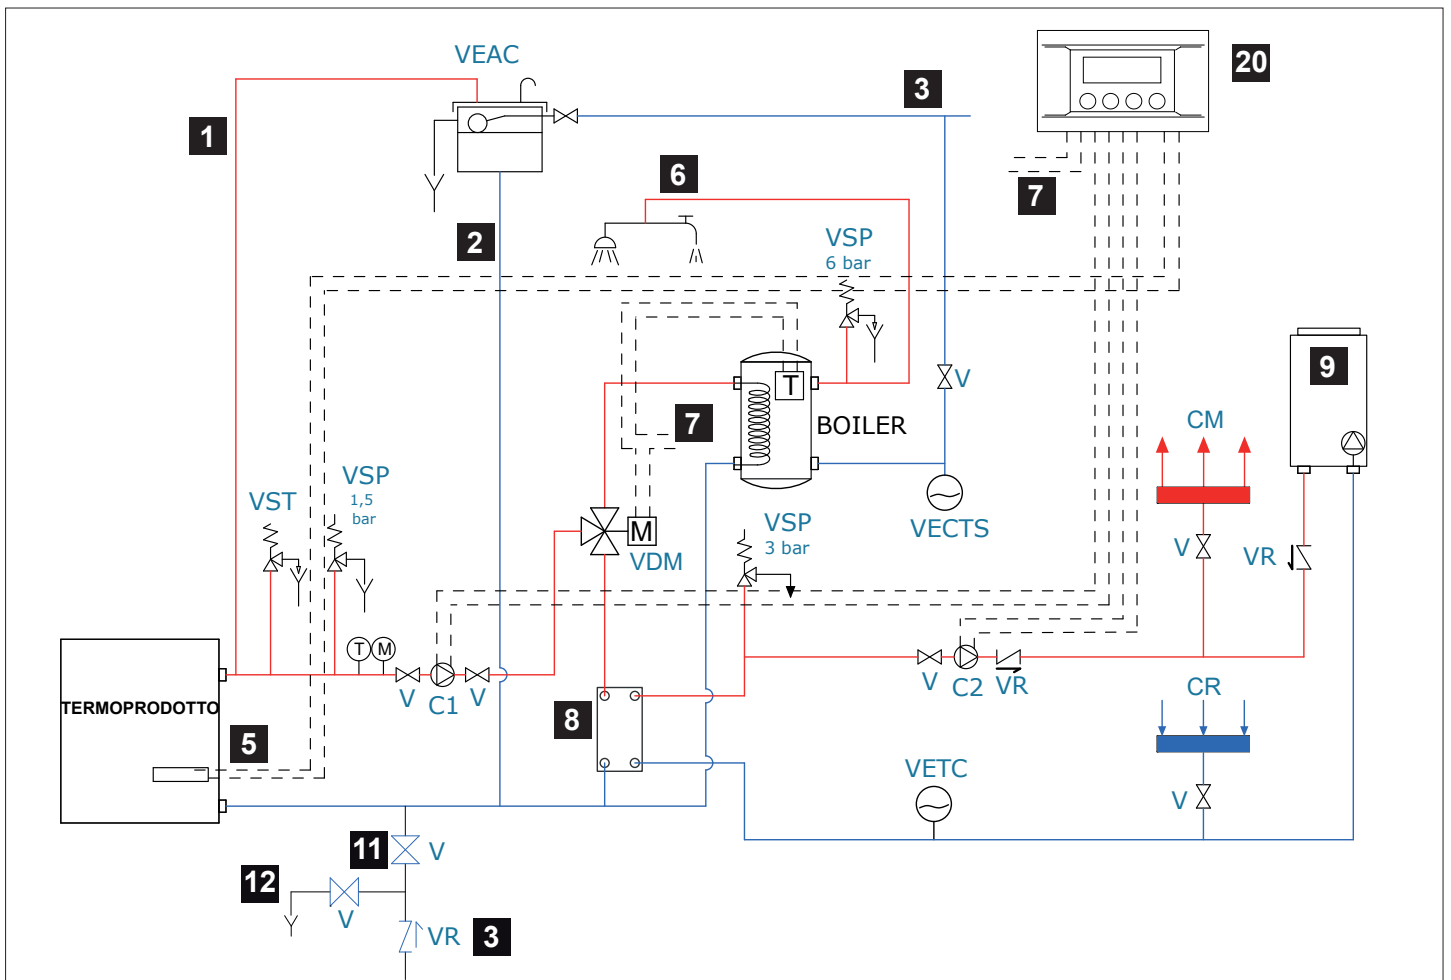 VEAC
3
20
1
6
7
2
VSP
6 bar
9
T
V
BOILER
7
CM
VSP
1,5
bar
VST
VECTS
M
VSP
3 bar
VDM
V
VR
T
M
V
C1
V
V
C2
VR
CR
TERMOPRODOTTO
8
5
VETC
V
11
V
12
V
VR
3